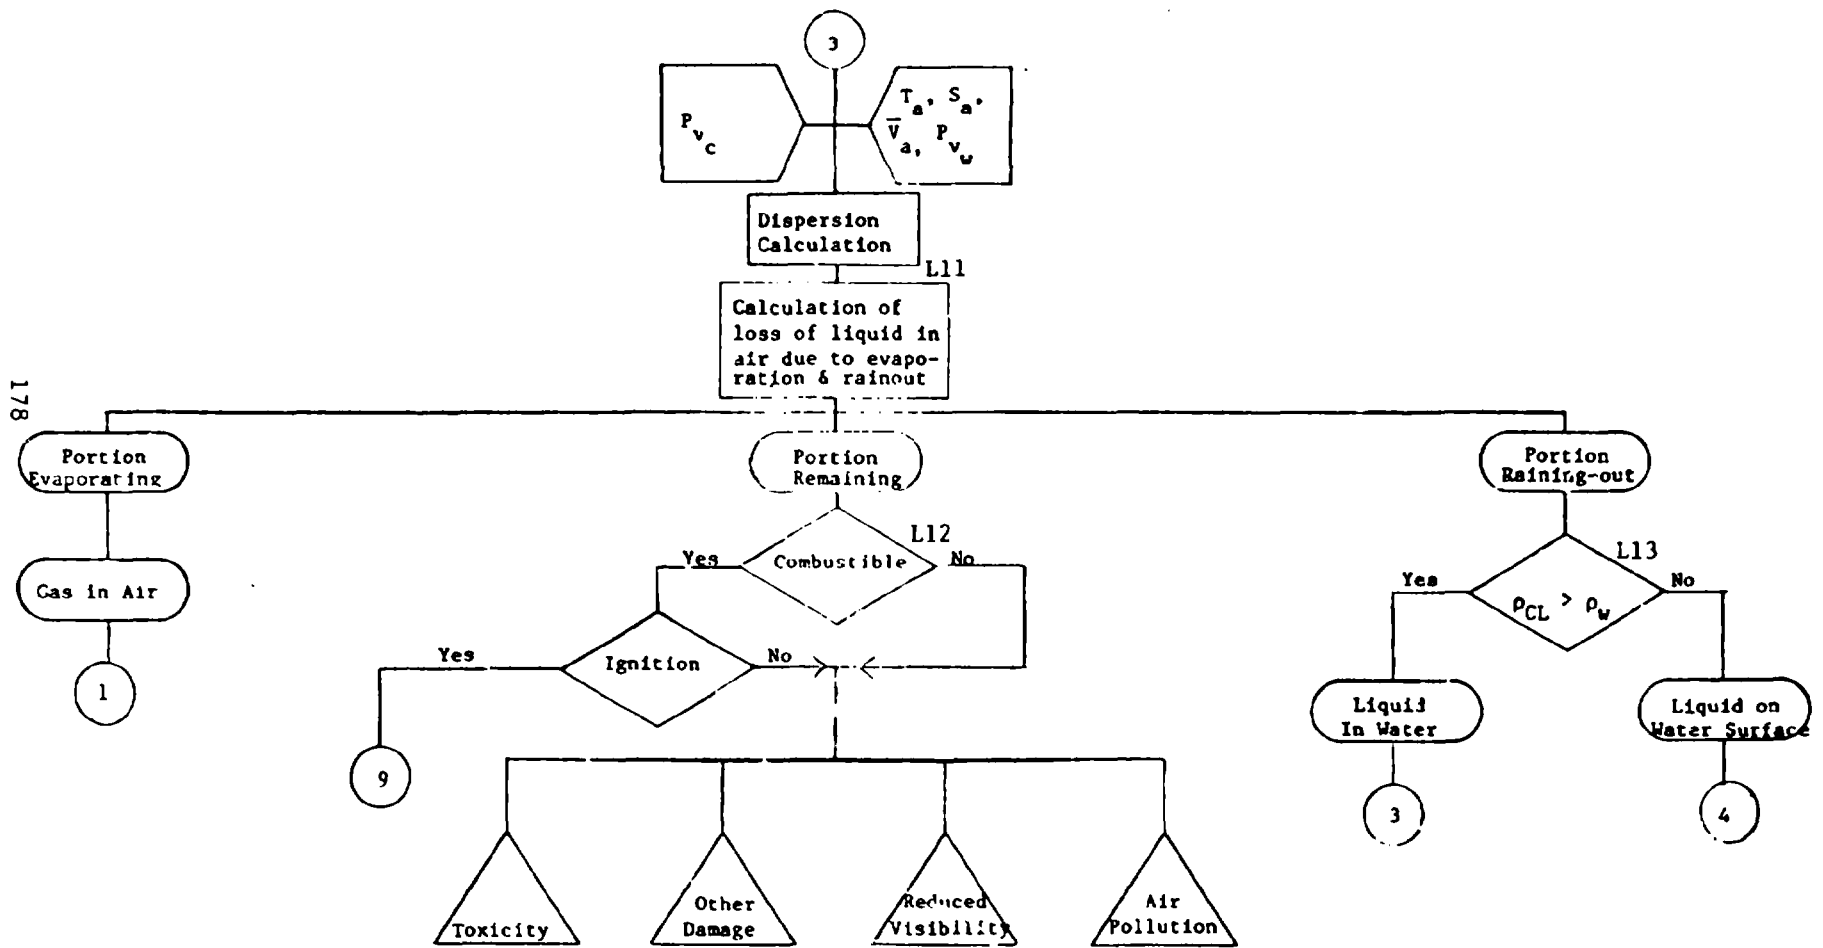 3
P_v_c
T_a, S_a,
V̅_a, P_v_w
Dispersion
Calculation
L11
Calculation of
loss of liquid in
air due to evapo-
ration & rainout
178
Portion
Evaporating
Portion
Remaining
Portion
Raining-out
L12
Combustible
Yes
No
L13
ρ_CL > ρ_w
Yes
No
Gas in Air
1
Ignition
Yes
No
9
Liquid
In Water
Liquid on
Water Surface
3
4
Toxicity
Other
Damage
Reduced
Visibility
Air
Pollution